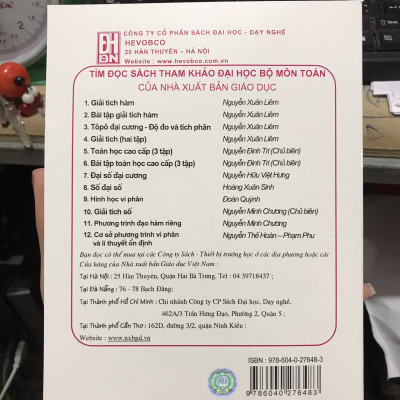 CÔNG TY CỔ PHẦN SÁCH ĐẠI HỌC - DẠY NGHỀ
HEVOBCO
25 HÀN THUYÊN – HÀ NỘI
Website : www.hevobco.com.vn
TÌM ĐỌC SÁCH THAM KHẢO ĐẠI HỌC BỘ MÔN TOÁN
CỦA NHÀ XUẤT BẢN GIÁO DỤC
1. Giải tích hàm Nguyễn Xuân Liêm
2. Bài tập giải tích hàm Nguyễn Xuân Liêm
3. Tôpô đại cương - Độ đo và tích phân Nguyễn Xuân Liêm
4. Giải tích (hai tập) Nguyễn Xuân Liêm
5. Toán học cao cấp (3 tập) Nguyễn Đình Trí (Chủ biên)
6. Bài tập toán học cao cấp (3 tập) Nguyễn Đình Trí (Chủ biên)
7. Đại số đại cương Nguyễn Hữu Việt Hưng
8. Số đại số Hoàng Xuân Sính
9. Hình học vi phân Đoàn Quỳnh
10. Giải tích số Nguyễn Minh Chương (Chủ biên)
11. Phương trình đạo hàm riêng Nguyễn Minh Chương
12. Cơ sở phương trình vi phân Nguyễn Thế Hoàn – Phạm Phu
và lí thuyết ổn định
Bạn đọc có thể mua tại các Công ty Sách - Thiết bị trường học ở các địa phương hoặc các
Cửa hàng của Nhà xuất bản Giáo dục Việt Nam :
Tại Hà Nội : 25 Hàn Thuyên, Quận Hai Bà Trưng, Tel : 04 39718437 ;
Tại Đà Nẵng : 76 - 78 Bạch Đằng;
Tại Thành phố Hồ Chí Minh : Chi nhánh Công ty CP Sách Đại học, Dạy nghề,
462A/3 Trần Hưng Đạo, Phường 2, Quận 5 ;
Tại Thành phố Cần Thơ : 162D, đường 3/2, quận Ninh Kiều ;
Website : www.nxbgd.vn
ISBN : 978-604-0-27648-3
9 786040 276483